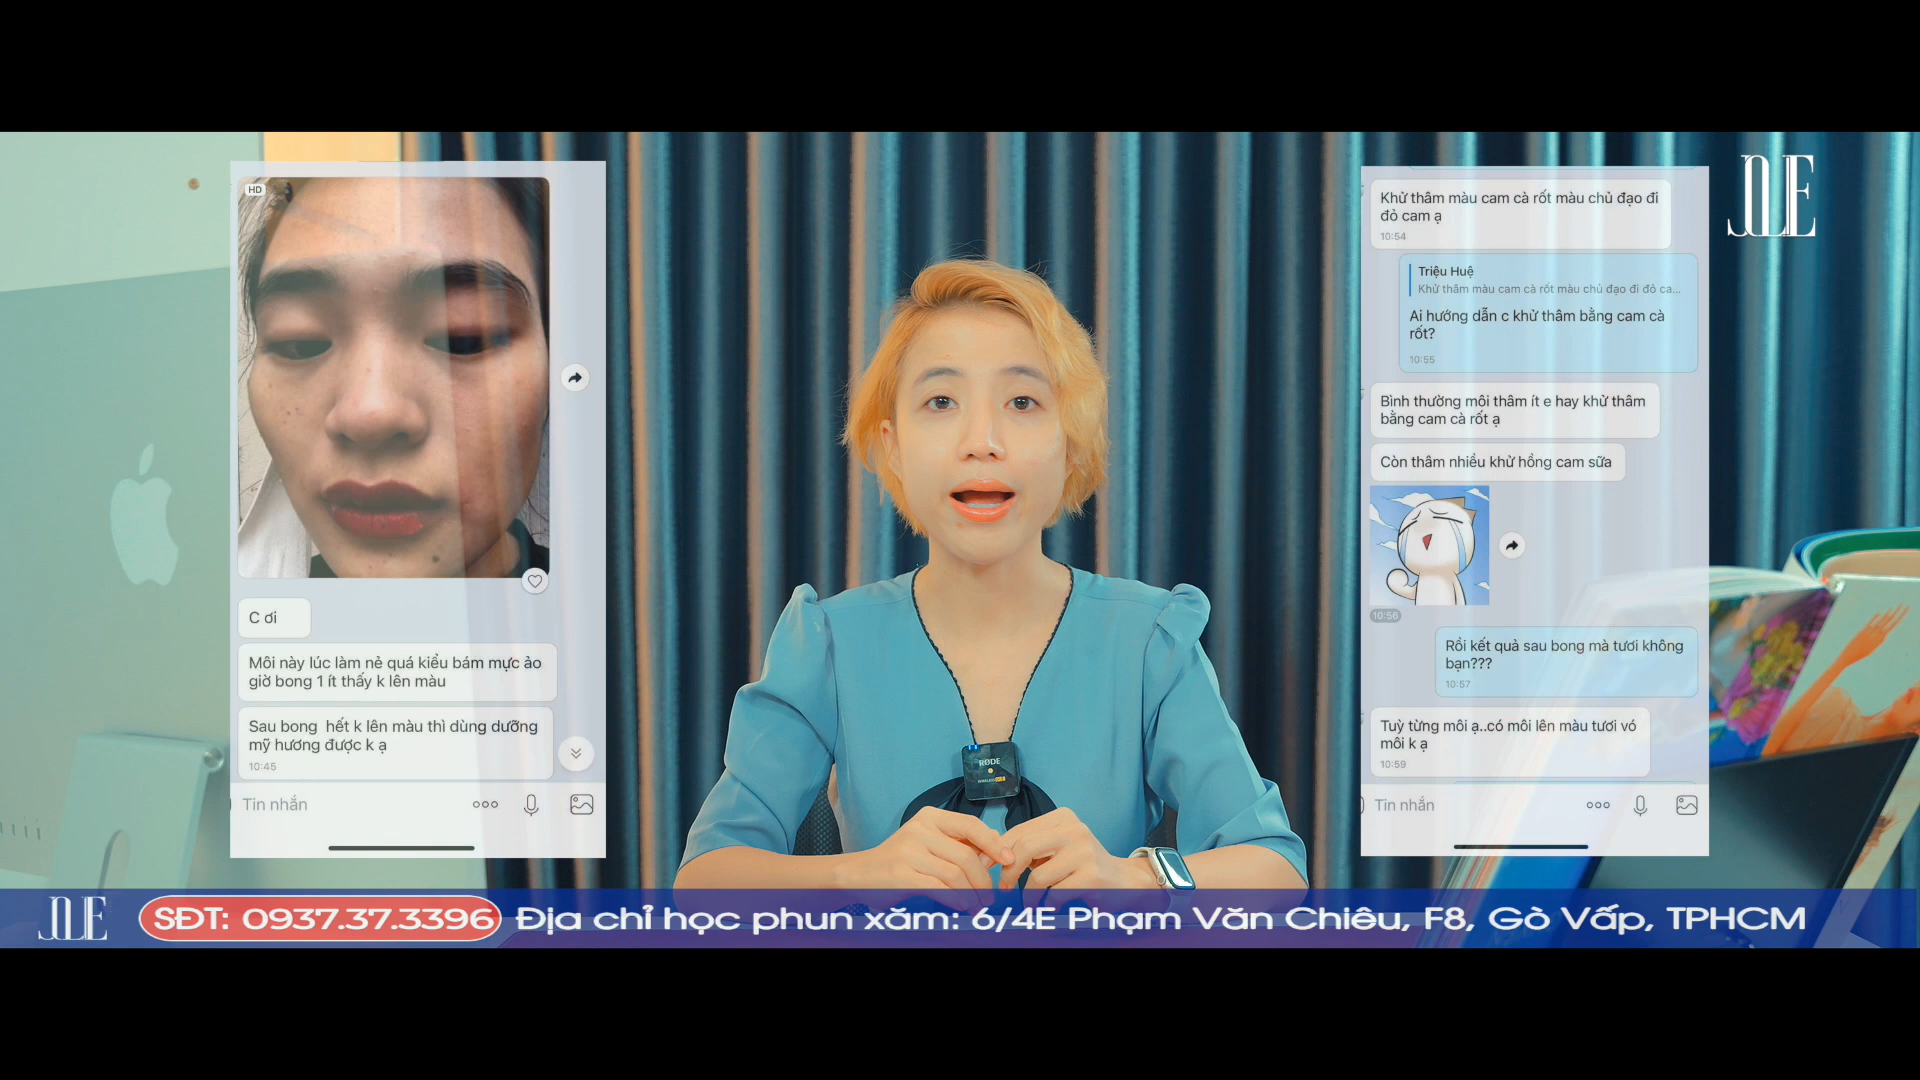 HD
C ơi
Môi này lúc làm nẻ quá kiểu bám mực ảo
giờ bong 1 ít thấy k lên màu
Sau bong hết k lên màu thì dùng dưỡng
mỹ hương được k ạ
10:45
Tin nhắn
RØDE
Khử thâm màu cam cà rốt màu chủ đạo đi
đỏ cam ạ
10:54
Triệu Huệ
Khử thâm màu cam cà rốt màu chủ đạo đi đỏ ca...
Ai hướng dẫn c khử thâm bằng cam cà
rốt?
10:55
Bình thường môi thâm ít e hay khử thâm
bằng cam cà rốt ạ
Còn thâm nhiều khử hồng cam sữa
10:56
Rồi kết quả sau bong mà tươi không
bạn???
10:57
Tuỳ từng môi ạ..có môi lên màu tươi vó
môi k ạ
10:59
Tin nhắn
JLE
JLE
SĐT: 0937.37.3396 Địa chỉ học phun xăm: 6/4E Phạm Văn Chiêu, F8, Gò Vấp, TPHCM